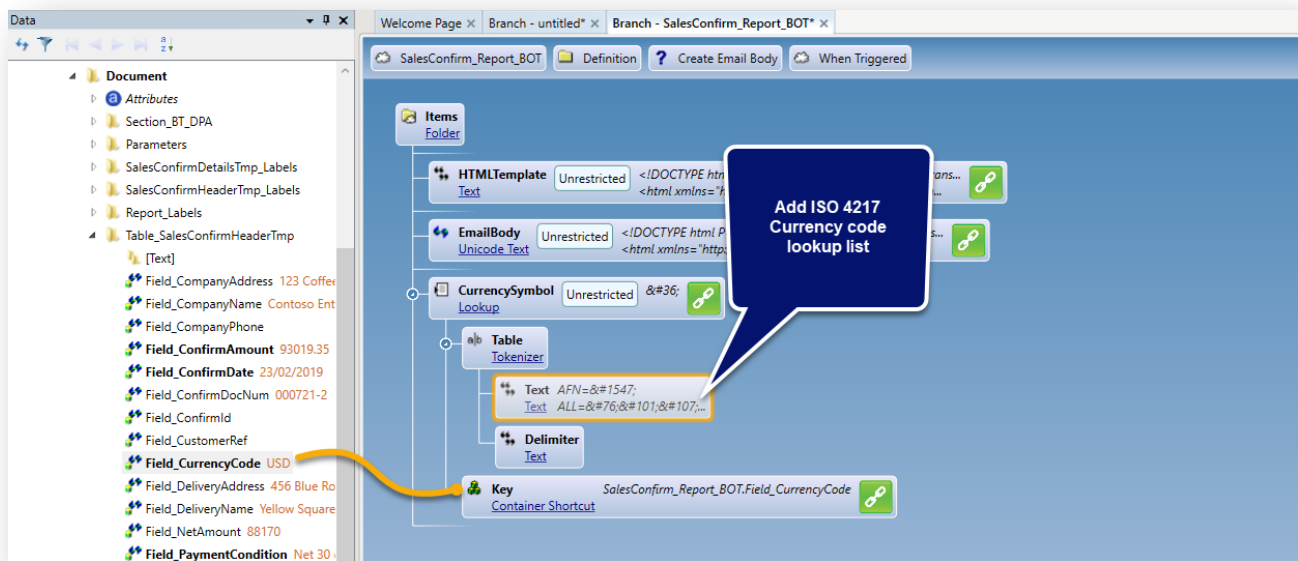 Data
Welcome Page
Branch - untitled*
Branch - SalesConfirm_Report_BOT*
SalesConfirm_Report_BOT
Definition
? Create Email Body
When Triggered
Document
a Attributes
Section_BT_DPA
Parameters
SalesConfirmDetailsTmp_Labels
SalesConfirmHeaderTmp_Labels
Report_Labels
Table_SalesConfirmHeaderTmp
[Text]
Field_CompanyAddress 123 Coffee
Field_CompanyName Contoso Ent
Field_CompanyPhone
Field_ConfirmAmount 93019.35
Field_ConfirmDate 23/02/2019
Field_ConfirmDocNum 000721-2
Field_ConfirmId
Field_CustomerRef
Field_CurrencyCode USD
Field_DeliveryAddress 456 Blue Ro
Field_DeliveryName Yellow Square
Field_NetAmount 88170
Field_PaymentCondition Net 30
Items
Folder
HTMLTemplate Unrestricted <!DOCTYPE htm rans...
Text <html xmlns="h
EmailBody Unrestricted <!DOCTYPE html P s...
Unicode Text <html xmlns="http
CurrencySymbol Unrestricted &#36;
Lookup
Table
a|b Tokenizer
Text AFN=&#1547;
Text ALL=&#76;&#101;&#107;...
Delimiter
Text
Key SalesConfirm_Report_BOT.Field_CurrencyCode
Container Shortcut
Add ISO 4217
Currency code
lookup list